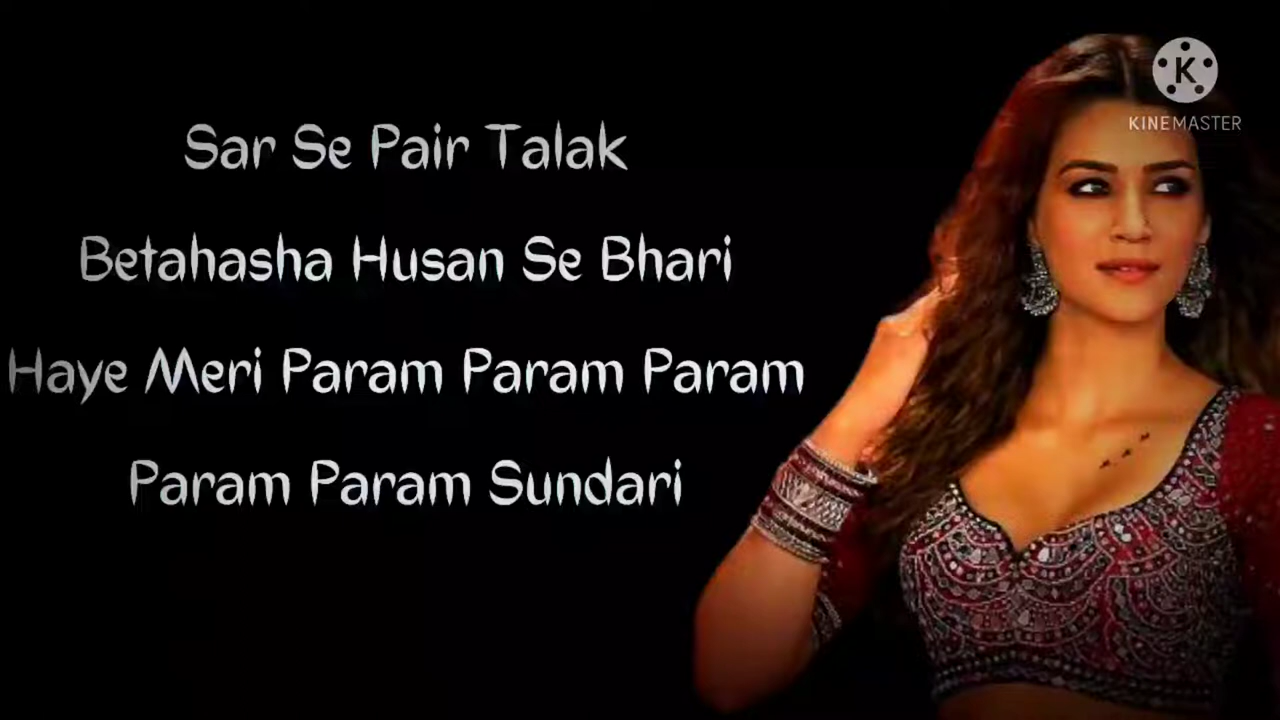 Sar Se Pair Talak
Betahasha Husan Se Bhari
Haye Meri Param Param Param
Param Param Sundari
K
KINEMASTER